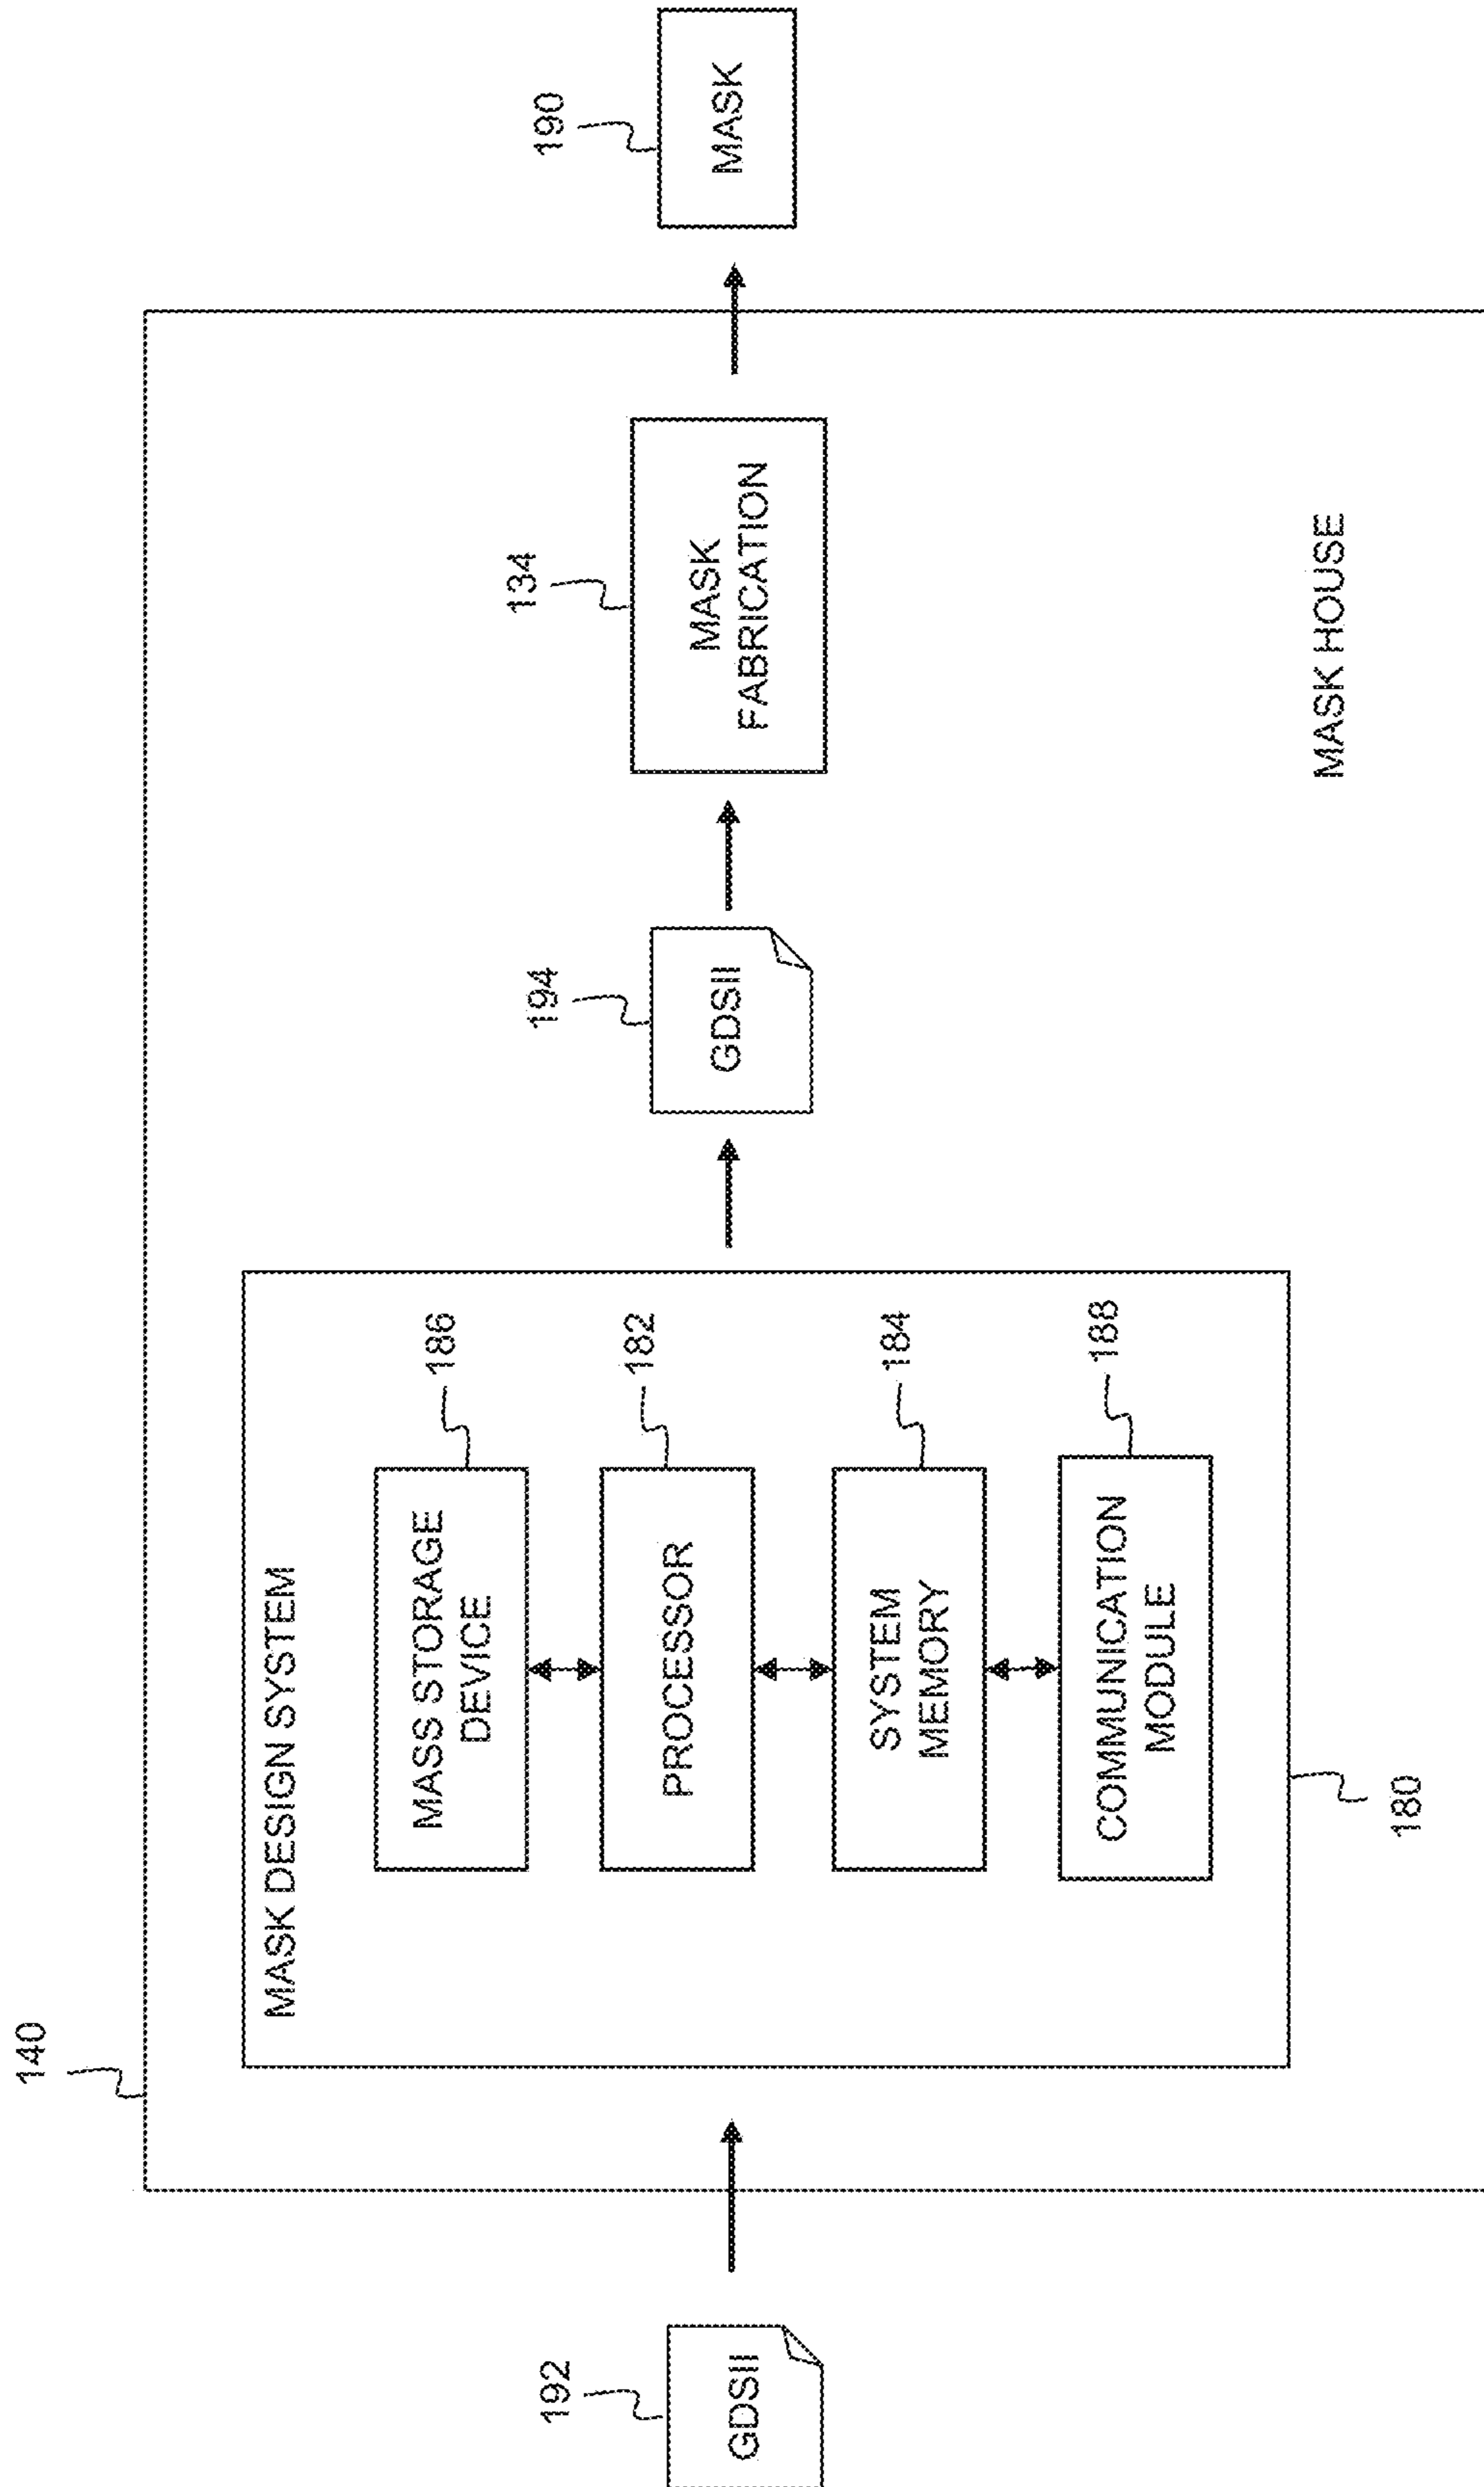 140
MASK DESIGN SYSTEM
MASS STORAGE
DEVICE
186
PROCESSOR
182
SYSTEM
MEMORY
184
COMMUNICATION
MODULE
188
180
192
GDSII
194
GDSII
134
MASK
FABRICATION
MASK HOUSE
190
MASK